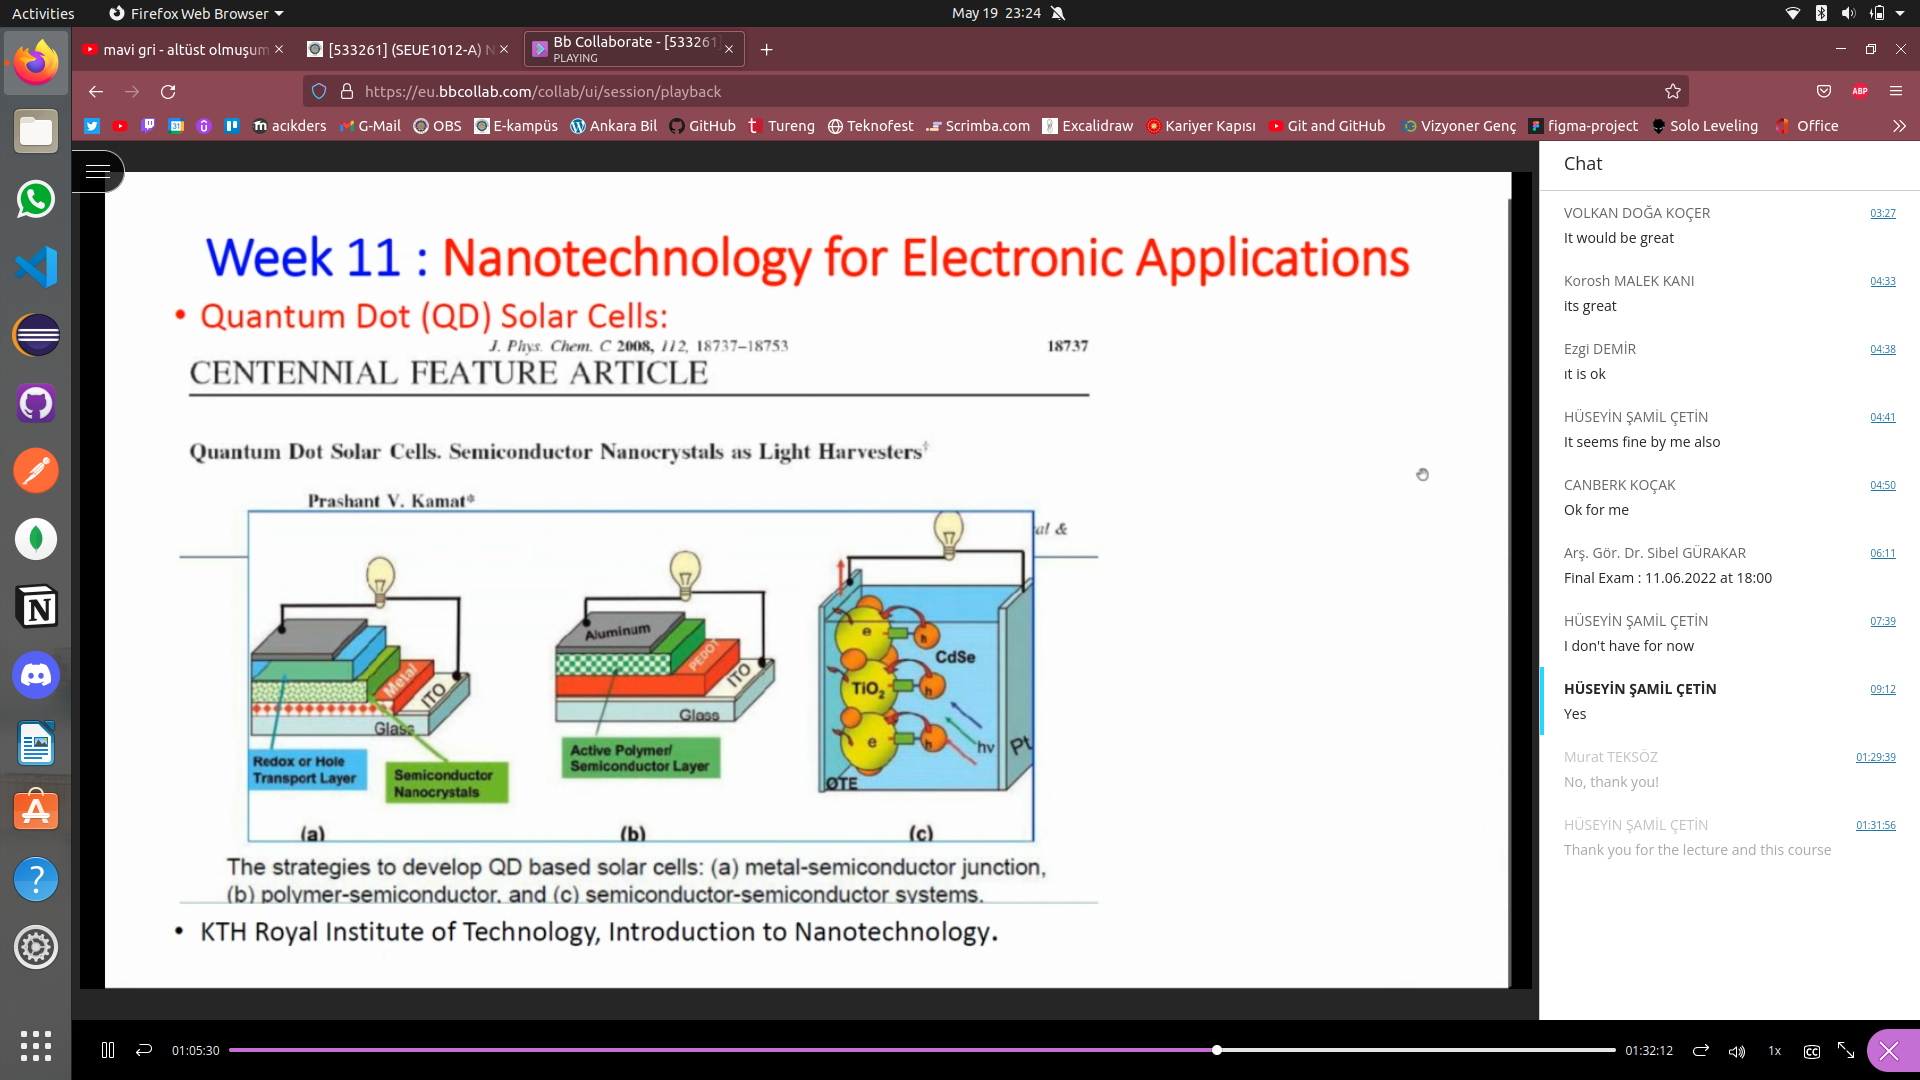 Activities
Firefox Web Browser
May 19 23:24
mavi gri - altüst olmuşum
[533261] (SEUE1012-A) N
Bb Collaborate - [533261]
PLAYING
https://eu.bbcollab.com/collab/ui/session/playback
ABP
acıkders
G-Mail
OBS
E-kampüs
Ankara Bil
GitHub
Tureng
Teknofest
Scrimba.com
Excalidraw
Kariyer Kapısı
Git and GitHub
Vizyoner Genç
figma-project
Solo Leveling
Office
Week 11 : Nanotechnology for Electronic Applications
• Quantum Dot (QD) Solar Cells:
J. Phys. Chem. C 2008, 112, 18737–18753
18737
CENTENNIAL FEATURE ARTICLE
Quantum Dot Solar Cells. Semiconductor Nanocrystals as Light Harvesters†
Prashant V. Kamat*
al &
Metal
ITO
Glass
Redox or Hole
Transport Layer
Semiconductor
Nanocrystals
(a)
Aluminum
PEDOT
ITO
Glass
Active Polymer/
Semiconductor Layer
(b)
e
h
CdSe
TiO2
h
e
h
hν
Pt
OTE
(c)
The strategies to develop QD based solar cells: (a) metal-semiconductor junction,
(b) polymer-semiconductor, and (c) semiconductor-semiconductor systems.
• KTH Royal Institute of Technology, Introduction to Nanotechnology.
Chat
VOLKAN DOĞA KOÇER 03:27
It would be great
Korosh MALEK KANI 04:33
its great
Ezgi DEMİR 04:38
ıt is ok
HÜSEYİN ŞAMİL ÇETİN 04:41
It seems fine by me also
CANBERK KOÇAK 04:50
Ok for me
Arş. Gör. Dr. Sibel GÜRAKAR 06:11
Final Exam : 11.06.2022 at 18:00
HÜSEYİN ŞAMİL ÇETİN 07:39
I don't have for now
HÜSEYİN ŞAMİL ÇETİN 09:12
Yes
Murat TEKSÖZ 01:29:39
No, thank you!
HÜSEYİN ŞAMİL ÇETİN 01:31:56
Thank you for the lecture and this course
01:05:30
01:32:12
1x
CC